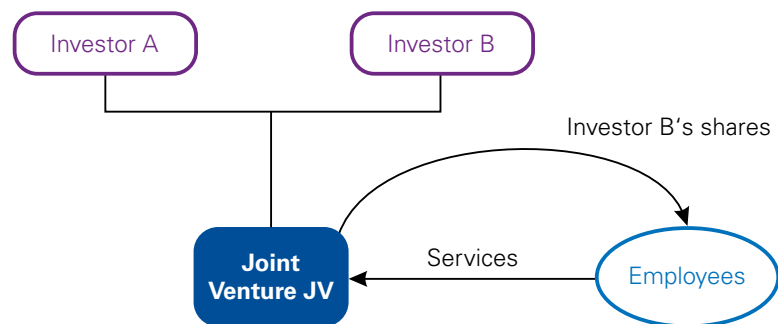 Investor A
Investor B
Investor B‘s shares
Joint
Venture JV
Services
Employees